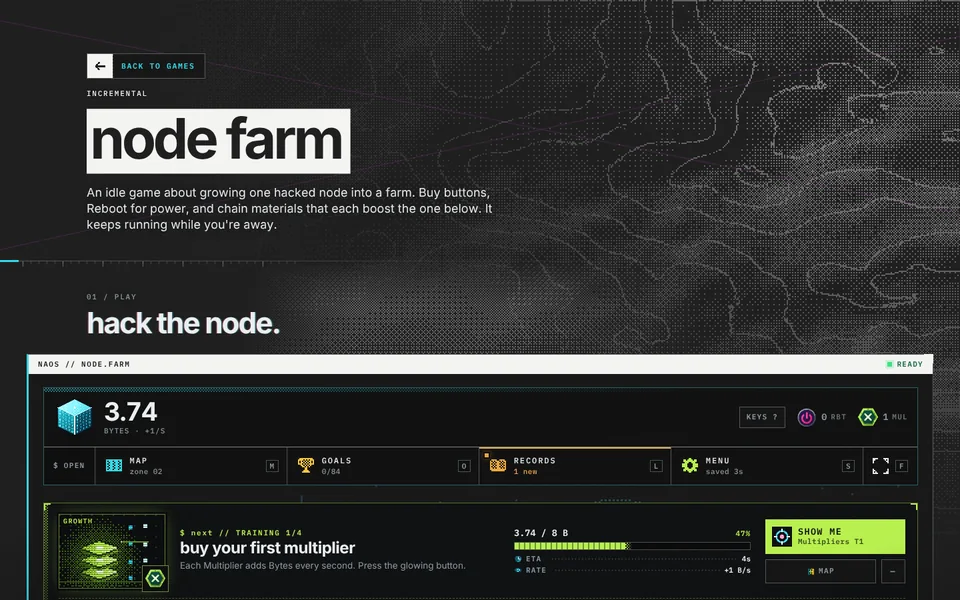 BACK TO GAMES
INCREMENTAL
node farm
An idle game about growing one hacked node into a farm. Buy buttons,
Reboot for power, and chain materials that each boost the one below. It
keeps running while you're away.
01 / PLAY
hack the node.
NAOS // NODE.FARM
READY
3.74
BYTES · +1/S
KEYS ?
0 RBT
1 MUL
$ OPEN
MAP
zone 02
M
GOALS
0/84
O
RECORDS
1 new
L
MENU
saved 3s
S
F
GROWTH
$ next // TRAINING 1/4
buy your first multiplier
Each Multiplier adds Bytes every second. Press the glowing button.
3.74 / 8 B
47%
ETA
4s
RATE
+1 B/s
SHOW ME
Multipliers T1
MAP
—